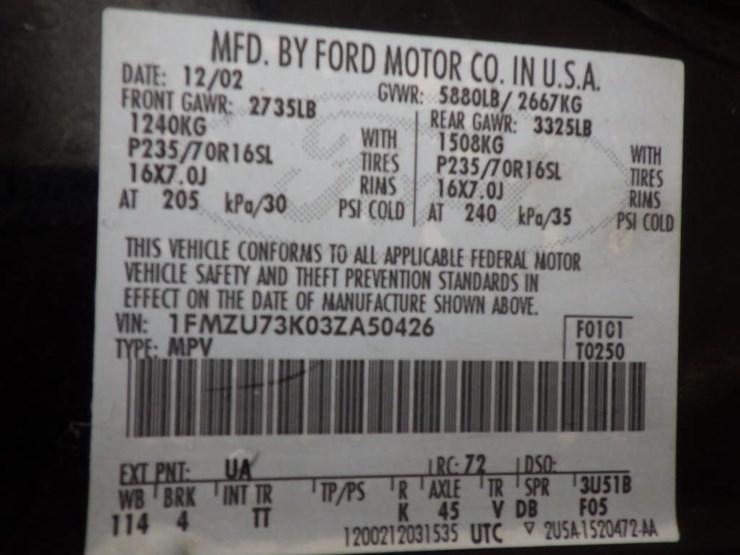 MFD. BY FORD MOTOR CO. IN U.S.A.
DATE: 12/02 GVWR: 5880LB/ 2667KG
FRONT GAWR: 2735LB REAR GAWR: 3325LB
1240KG WITH 1508KG WITH
P235/70R16SL TIRES P235/70R16SL TIRES
16X7.0J RIMS 16X7.0J RIMS
AT 205 kPa/30 PSI COLD AT 240 kPa/35 PSI COLD
THIS VEHICLE CONFORMS TO ALL APPLICABLE FEDERAL MOTOR
VEHICLE SAFETY AND THEFT PREVENTION STANDARDS IN
EFFECT ON THE DATE OF MANUFACTURE SHOWN ABOVE.
VIN: 1FMZU73K03ZA50426 F0101
TYPE: MPV T0250
EXT PNT: UA RC: 72 DSO:
WB BRK INT TR TP/PS R AXLE TR SPR 3U51B
114 4 TT K 45 V DB F05
1200212031535 UTC ▽ 2U5A-1520472-AA